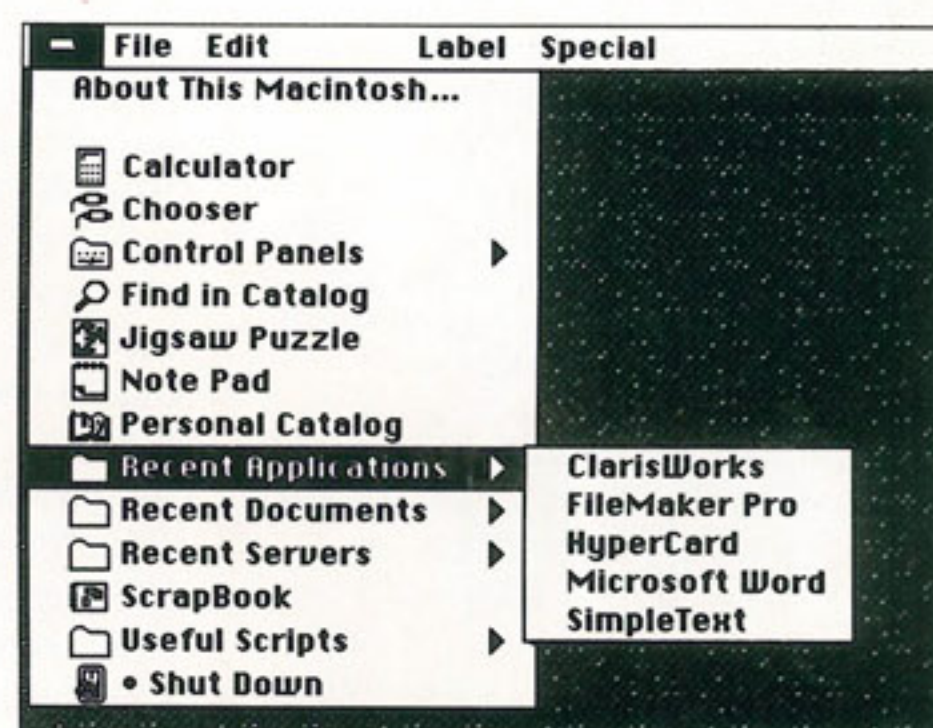 File Edit Label Special
About This Macintosh...
Calculator
Chooser
Control Panels
Find in Catalog
Jigsaw Puzzle
Note Pad
Personal Catalog
Recent Applications
ClarisWorks
FileMaker Pro
HyperCard
Microsoft Word
SimpleText
Recent Documents
Recent Servers
ScrapBook
Useful Scripts
• Shut Down